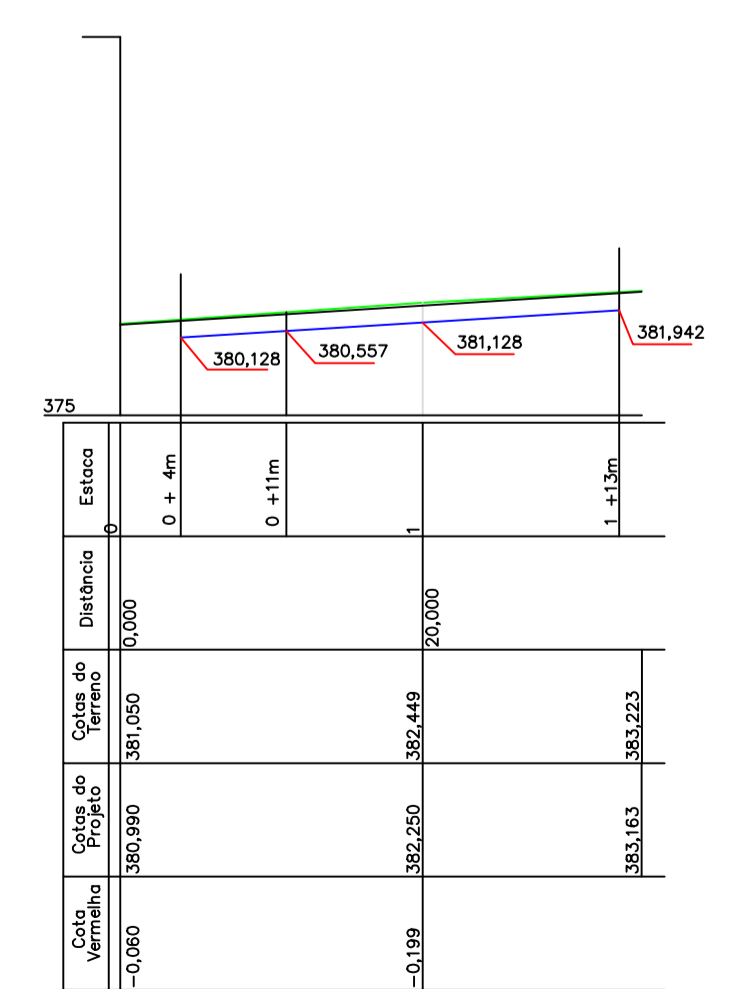 380,128
380,557
381,128
381,942
375
Estaca
0
0 + 4m
0 +11m
1
1 +13m
Distância
0,000
20,000
Cotas do
Terreno
381,050
382,449
383,223
Cotas do
Projeto
380,990
382,250
383,163
Cota
Vermelha
-0,060
-0,199